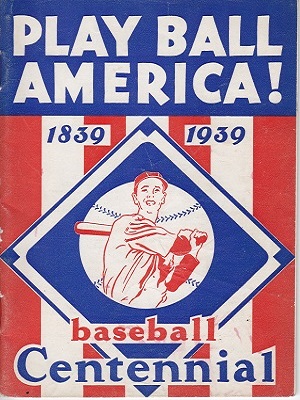 PLAY BALL
AMERICA!
1839 1939
baseball
Centennial